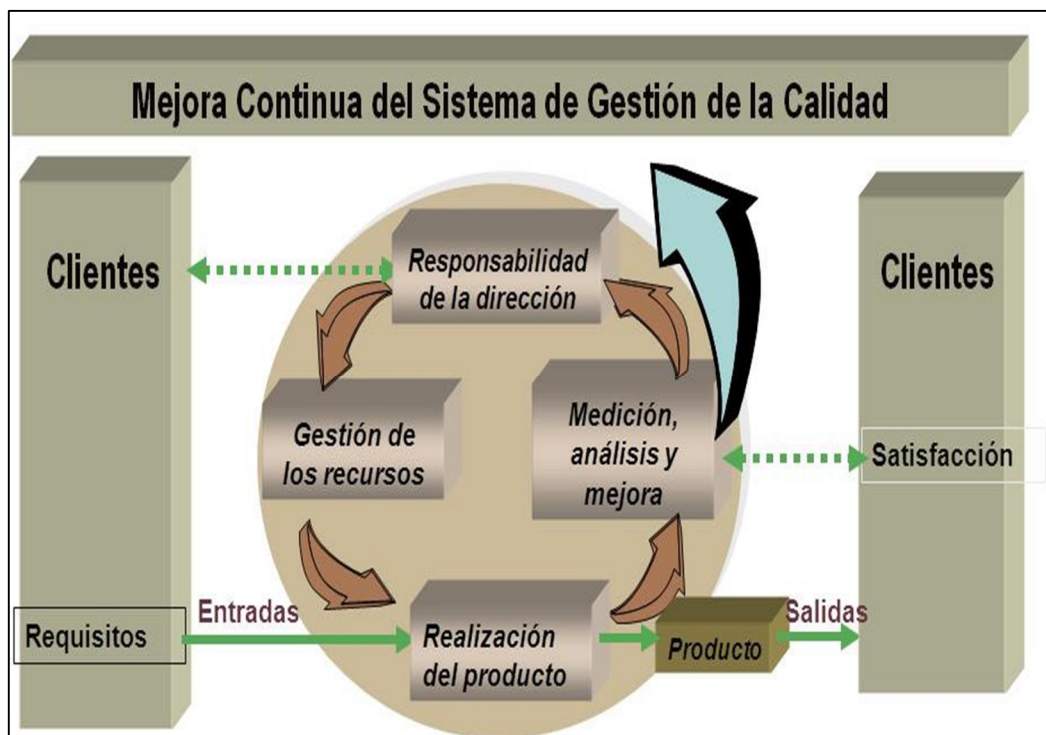 Mejora Continua del Sistema de Gestión de la Calidad
Clientes
Responsabilidad
de la dirección
Clientes
Gestión de
los recursos
Medición,
análisis y
mejora
Satisfacción
Requisitos
Entradas
Realización
del producto
Producto
Salidas